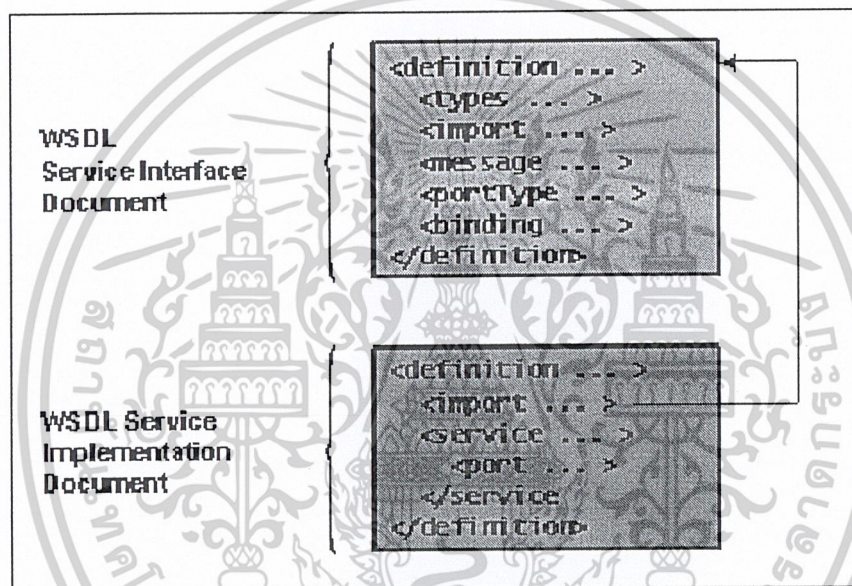 WSDL
Service Interface
Document
<definition ... >
<types ... >
<import ... >
<message ... >
<portType ... >
<binding ... >
</definition>
WSDL Service
Implementation
Document
<definition ... >
<import ... >
<service ... >
<port ... >
</service
</definition>